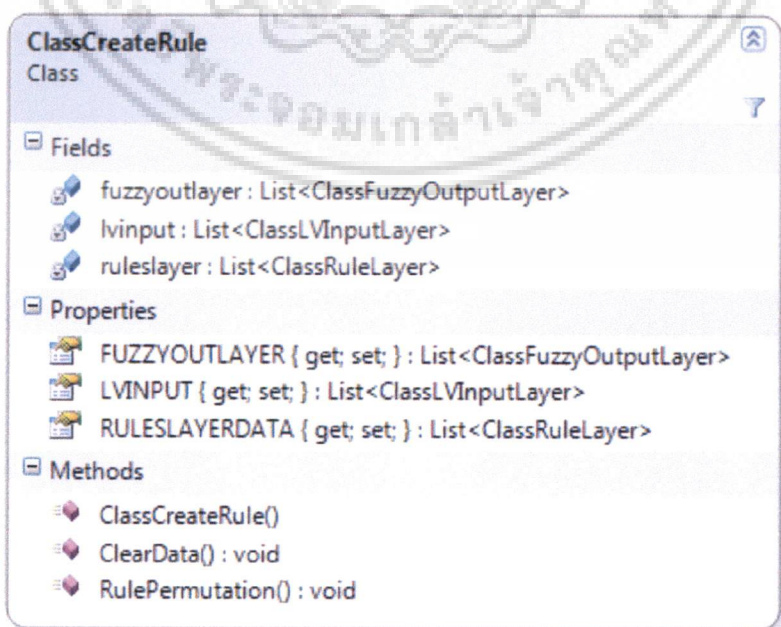 ClassCreateRule
Class
Fields
fuzzyoutlayer : List<ClassFuzzyOutputLayer>
lvinput : List<ClassLVInputLayer>
ruleslayer : List<ClassRuleLayer>
Properties
FUZZYOUTLAYER { get; set; } : List<ClassFuzzyOutputLayer>
LVINPUT { get; set; } : List<ClassLVInputLayer>
RULESLAYERDATA { get; set; } : List<ClassRuleLayer>
Methods
ClassCreateRule()
ClearData() : void
RulePermutation() : void